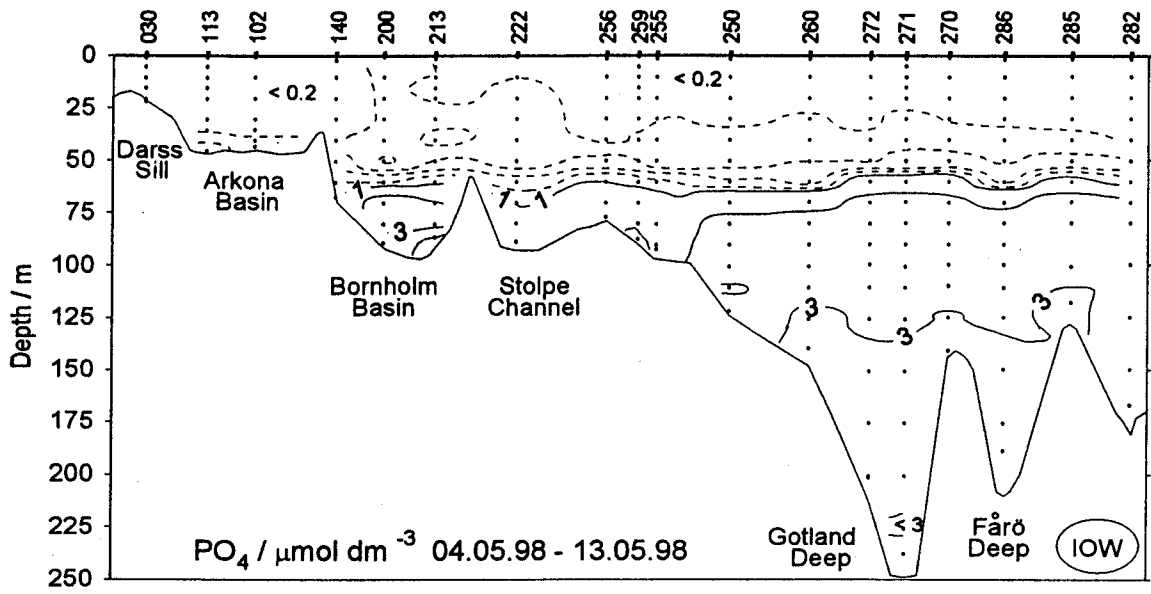 030 113 102 140 200 213 222 256 259 255 250 260 272 271 270 286 285 282
0
25
50
75
100
125
150
175
200
225
250
Depth / m
< 0.2
< 0.2
Darss
Sill
Arkona
Basin
1
3
1
1
Bornholm
Basin
Stolpe
Channel
3
3
3
< 3
Gotland
Deep
Fårö
Deep
IOW
PO4 / μmol dm -3 04.05.98 - 13.05.98